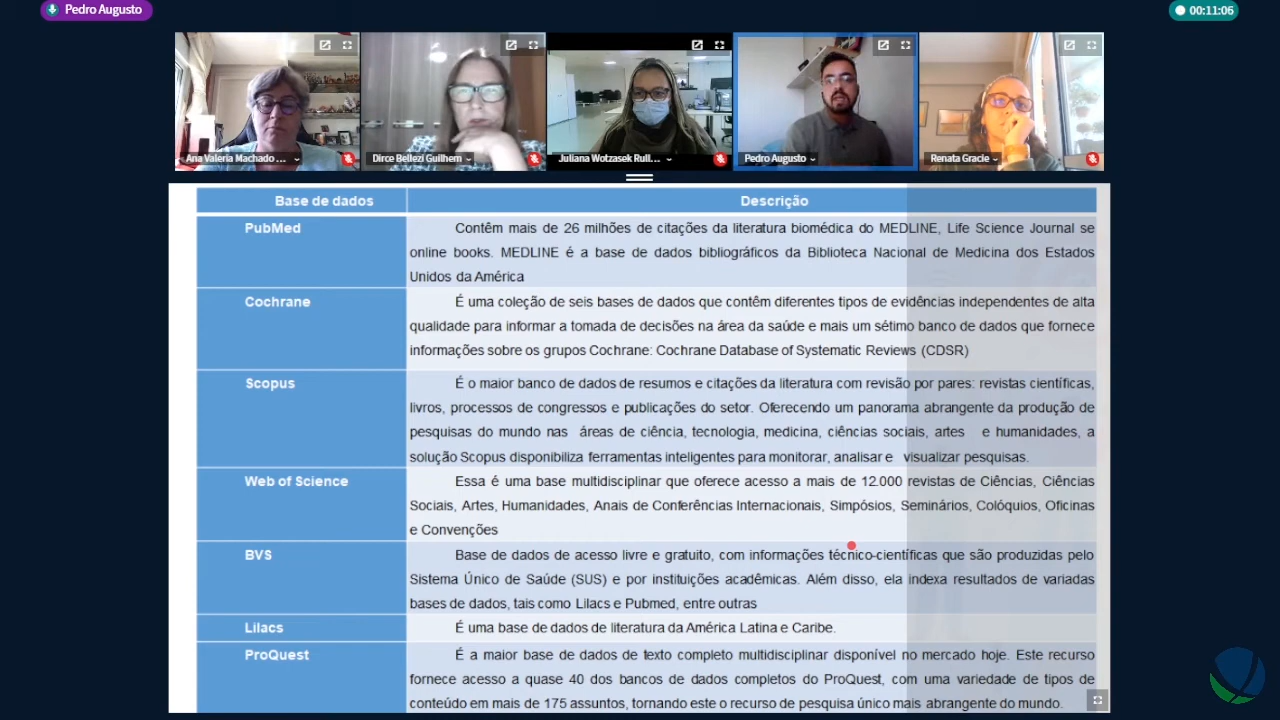 Pedro Augusto
00:11:06
Ana Valeria Machado ...
Dirce Bellezi Guilhem
Juliana Wotzasek Rull...
Pedro Augusto
Renata Gracie
Base de dados
Descrição
PubMed
Contêm mais de 26 milhões de citações da literatura biomédica do MEDLINE, Life Science Journal se
online books. MEDLINE é a base de dados bibliográficos da Biblioteca Nacional de Medicina dos Estados
Unidos da América
Cochrane
É uma coleção de seis bases de dados que contêm diferentes tipos de evidências independentes de alta
qualidade para informar a tomada de decisões na área da saúde e mais um sétimo banco de dados que fornece
informações sobre os grupos Cochrane: Cochrane Database of Systematic Reviews (CDSR)
Scopus
É o maior banco de dados de resumos e citações da literatura com revisão por pares: revistas científicas,
livros, processos de congressos e publicações do setor. Oferecendo um panorama abrangente da produção de
pesquisas do mundo nas áreas de ciência, tecnologia, medicina, ciências sociais, artes e humanidades, a
solução Scopus disponibiliza ferramentas inteligentes para monitorar, analisar e visualizar pesquisas.
Web of Science
Essa é uma base multidisciplinar que oferece acesso a mais de 12.000 revistas de Ciências, Ciências
Sociais, Artes, Humanidades, Anais de Conferências Internacionais, Simpósios, Seminários, Colóquios, Oficinas
e Convenções
BVS
Base de dados de acesso livre e gratuito, com informações técnico-científicas que são produzidas pelo
Sistema Único de Saúde (SUS) e por instituições acadêmicas. Além disso, ela indexa resultados de variadas
bases de dados, tais como Lilacs e Pubmed, entre outras
Lilacs
É uma base de dados de literatura da América Latina e Caribe.
ProQuest
É a maior base de dados de texto completo multidisciplinar disponível no mercado hoje. Este recurso
fornece acesso a quase 40 dos bancos de dados completos do ProQuest, com uma variedade de tipos de
conteúdo em mais de 175 assuntos, tornando este o recurso de pesquisa único mais abrangente do mundo.